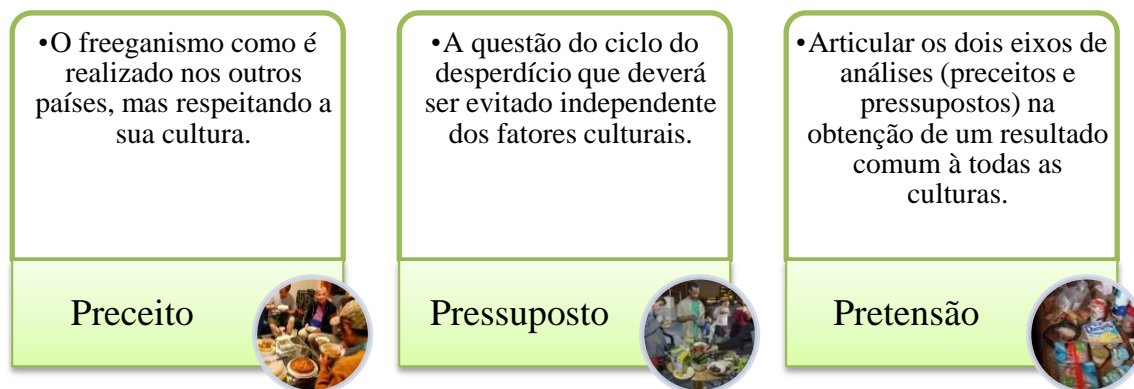 •O freeganismo como é
realizado nos outros
países, mas respeitando a
sua cultura.
Preceito
•A questão do ciclo do
desperdício que deverá
ser evitado independente
dos fatores culturais.
Pressuposto
•Articular os dois eixos de
análises (preceitos e
pressupostos) na
obtenção de um resultado
comum à todas as
culturas.
Pretensão